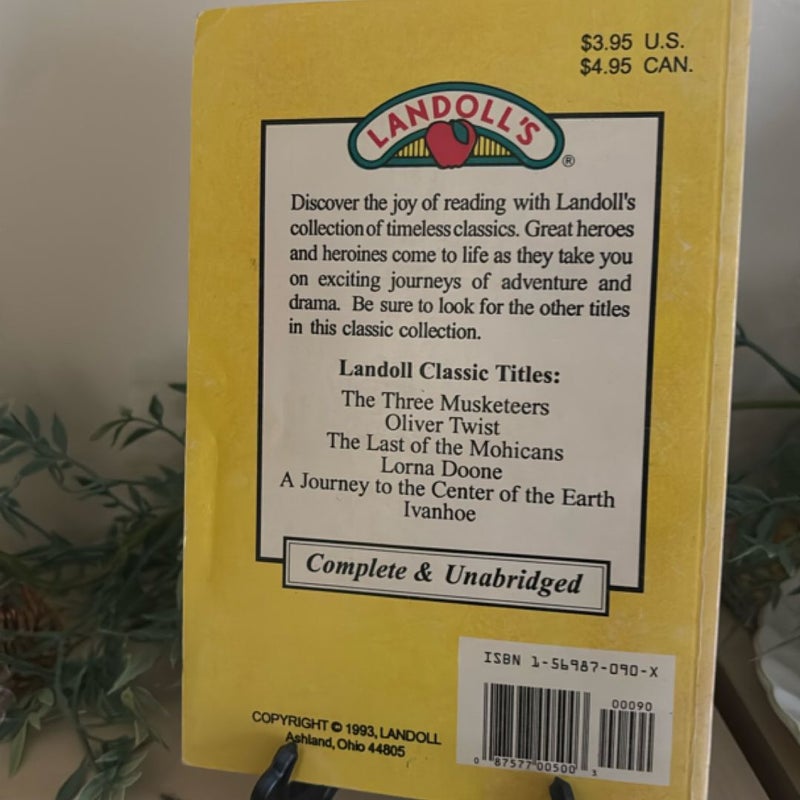 $3.95 U.S.
$4.95 CAN.
LANDOLL'S
®
Discover the joy of reading with Landoll's
collection of timeless classics. Great heroes
and heroines come to life as they take you
on exciting journeys of adventure and
drama. Be sure to look for the other titles
in this classic collection.
Landoll Classic Titles:
The Three Musketeers
Oliver Twist
The Last of the Mohicans
Lorna Doone
A Journey to the Center of the Earth
Ivanhoe
Complete & Unabridged
ISBN 1-56987-090-X
00090
0 87577 00500 3
COPYRIGHT © 1993, LANDOLL
Ashland, Ohio 44805